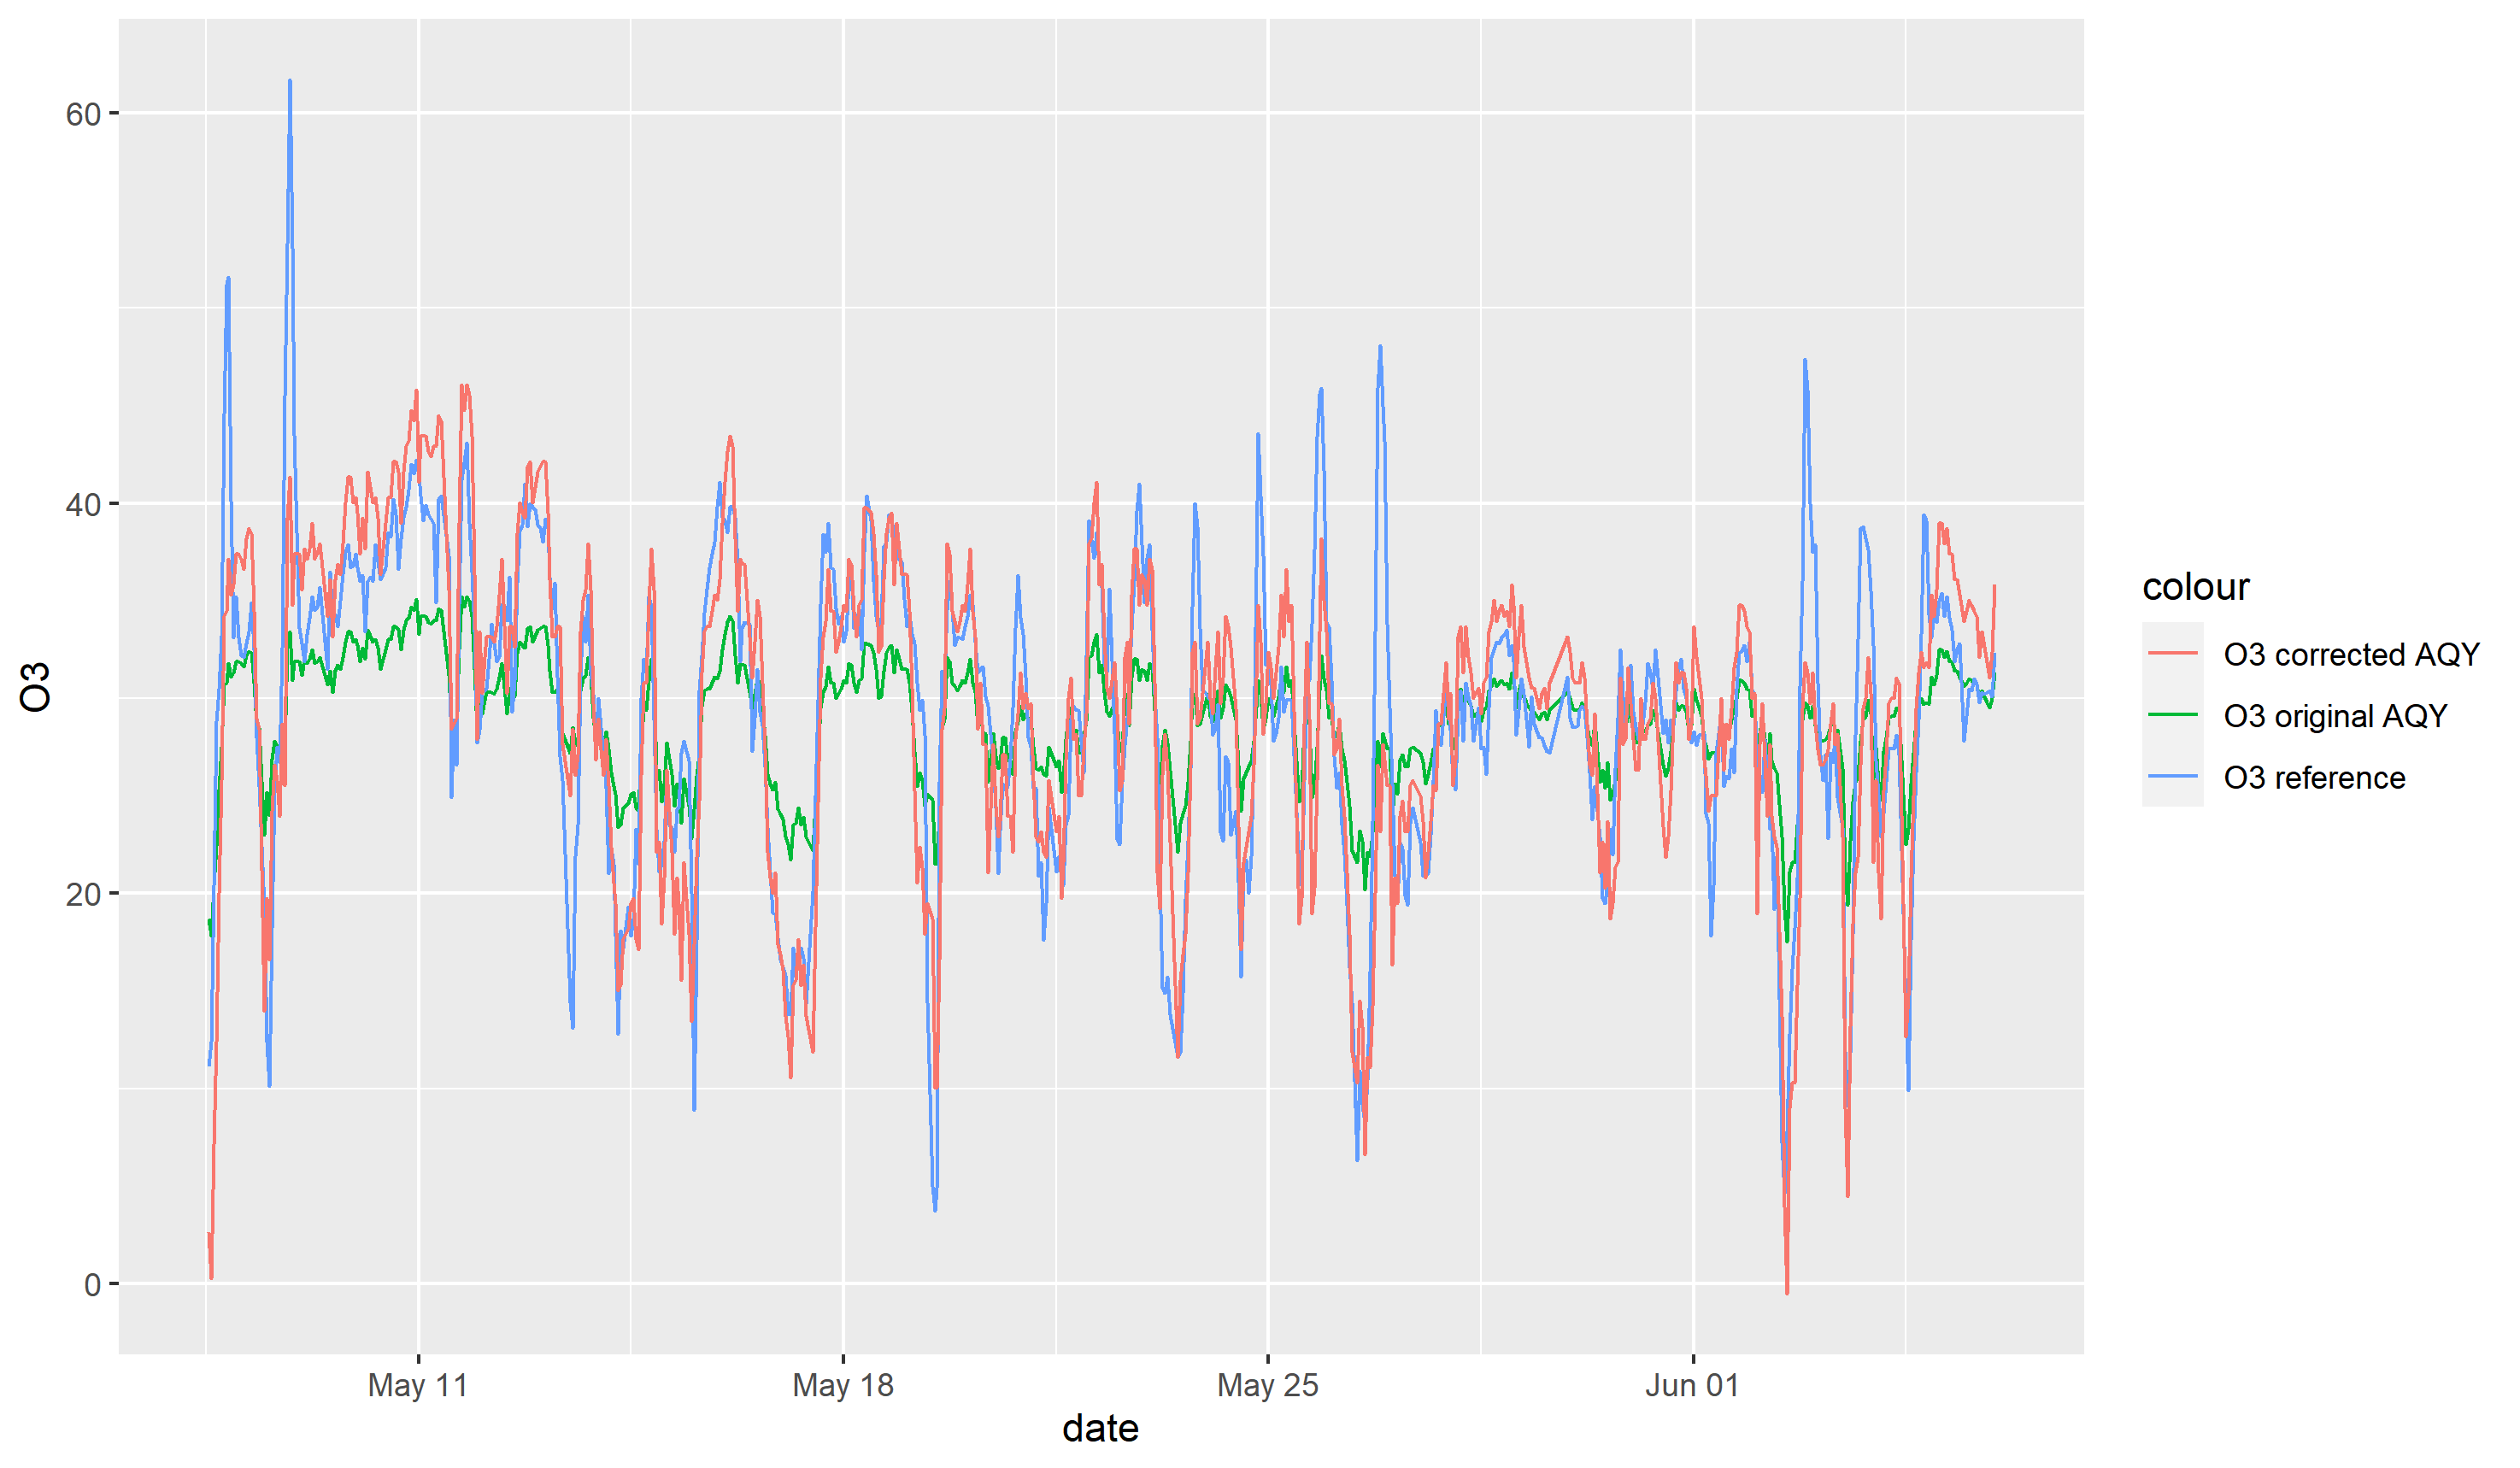 60
40
20
0
O3
May 11
May 18
May 25
Jun 01
date
colour
O3 corrected AQY
O3 original AQY
O3 reference